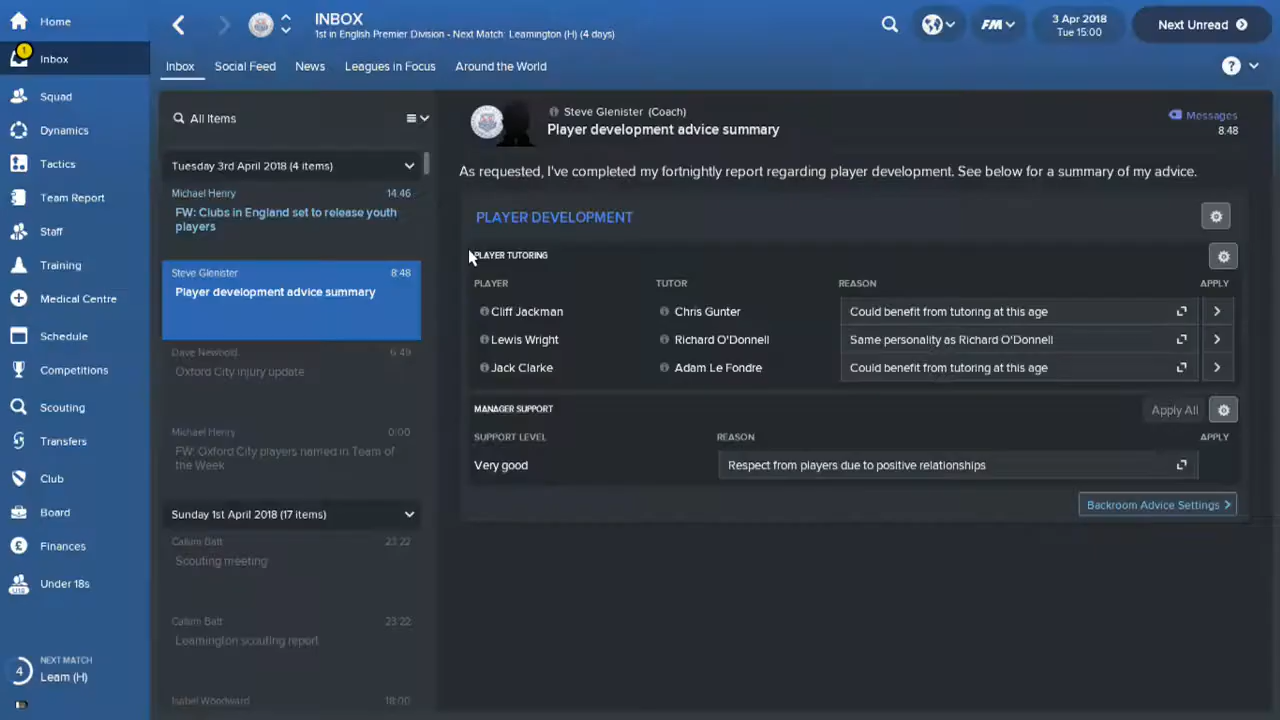 Home
Inbox
1
Squad
Dynamics
Tactics
Team Report
Staff
Training
Medical Centre
Schedule
Competitions
Scouting
Transfers
Club
Board
Finances
Under 18s
U18
4
NEXT MATCH
Leam (H)
INBOX
1st in English Premier Division - Next Match: Leamington (H) (4 days)
FM
3 Apr 2018
Tue 15:00
Next Unread
Inbox
Social Feed
News
Leagues in Focus
Around the World
?
All Items
Tuesday 3rd April 2018 (4 items)
Michael Henry 14:46
FW: Clubs in England set to release youth
players
Steve Glenister 8:48
Player development advice summary
Dave Newbold 6:49
Oxford City injury update
Michael Henry 0:00
FW: Oxford City players named in Team of
the Week
Sunday 1st April 2018 (17 items)
Callum Batt 23:22
Scouting meeting
Callum Batt 23:22
Leamington scouting report
Isabel Woodward 18:00
Steve Glenister (Coach)
Player development advice summary
Messages
8:48
As requested, I've completed my fortnightly report regarding player development. See below for a summary of my advice.
PLAYER DEVELOPMENT
PLAYER TUTORING
PLAYER TUTOR REASON APPLY
Cliff Jackman Chris Gunter Could benefit from tutoring at this age
Lewis Wright Richard O'Donnell Same personality as Richard O'Donnell
Jack Clarke Adam Le Fondre Could benefit from tutoring at this age
MANAGER SUPPORT
Apply All
SUPPORT LEVEL REASON APPLY
Very good Respect from players due to positive relationships
Backroom Advice Settings